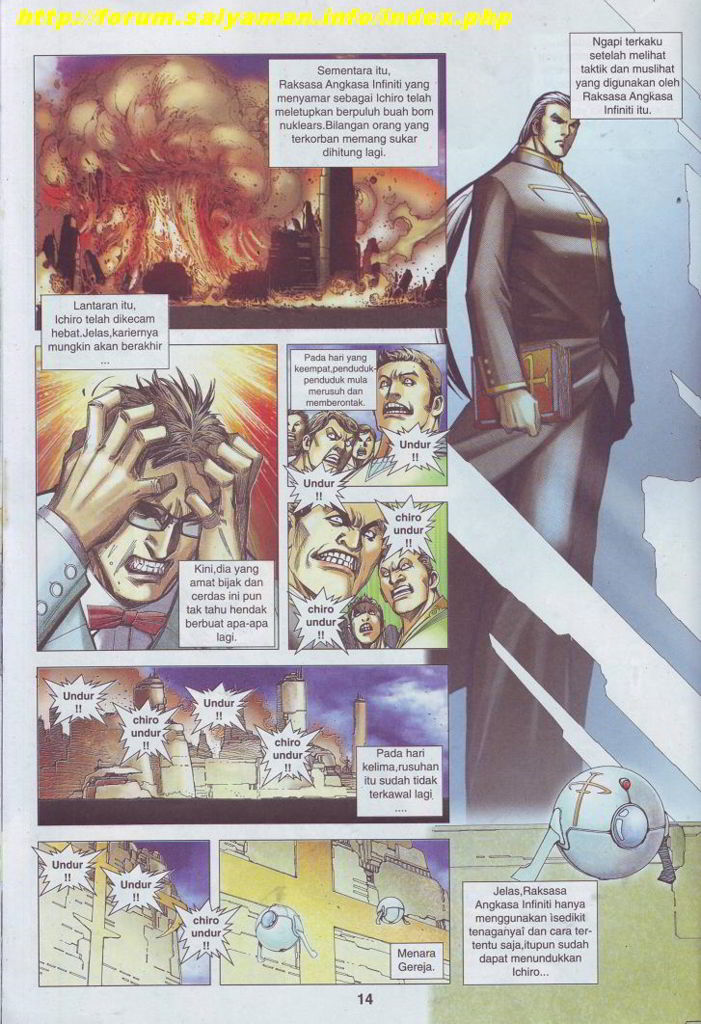 http://forum.saiyaman.info/index.php
Ngapi terkaku
setelah melihat
taktik dan muslihat
yang digunakan oleh
Raksasa Angkasa
Infiniti itu.
Sementara itu,
Raksasa Angkasa Infiniti yang
menyamar sebagai Ichiro telah
meletupkan berpuluh buah bom
nuklears.Bilangan orang yang
terkorban memang sukar
dihitung lagi.
Lantaran itu,
Ichiro telah dikecam
hebat.Jelas,kariernya
mungkin akan berakhir
...
Pada hari yang
keempat,penduduk-
penduduk mula
merusuh dan
memberontak.
Undur
!!
Undur
!!
chiro
undur
!!
chiro
undur
!!
Kini,dia yang
amat bijak dan
cerdas ini pun
tak tahu hendak
berbuat apa-apa
lagi.
Undur
!!
chiro
undur
!!
Undur
!!
chiro
undur
!!
Pada hari
kelima,rusuhan
itu sudah tidak
terkawal lagi
....
Undur
!!
Undur
!!
chiro
undur
!!
Menara
Gereja.
Jelas,Raksasa
Angkasa Infiniti hanya
menggunakan ìsedikit
tenaganyaî dan cara ter-
tentu saja,itupun sudah
dapat menundukkan
Ichiro...
14